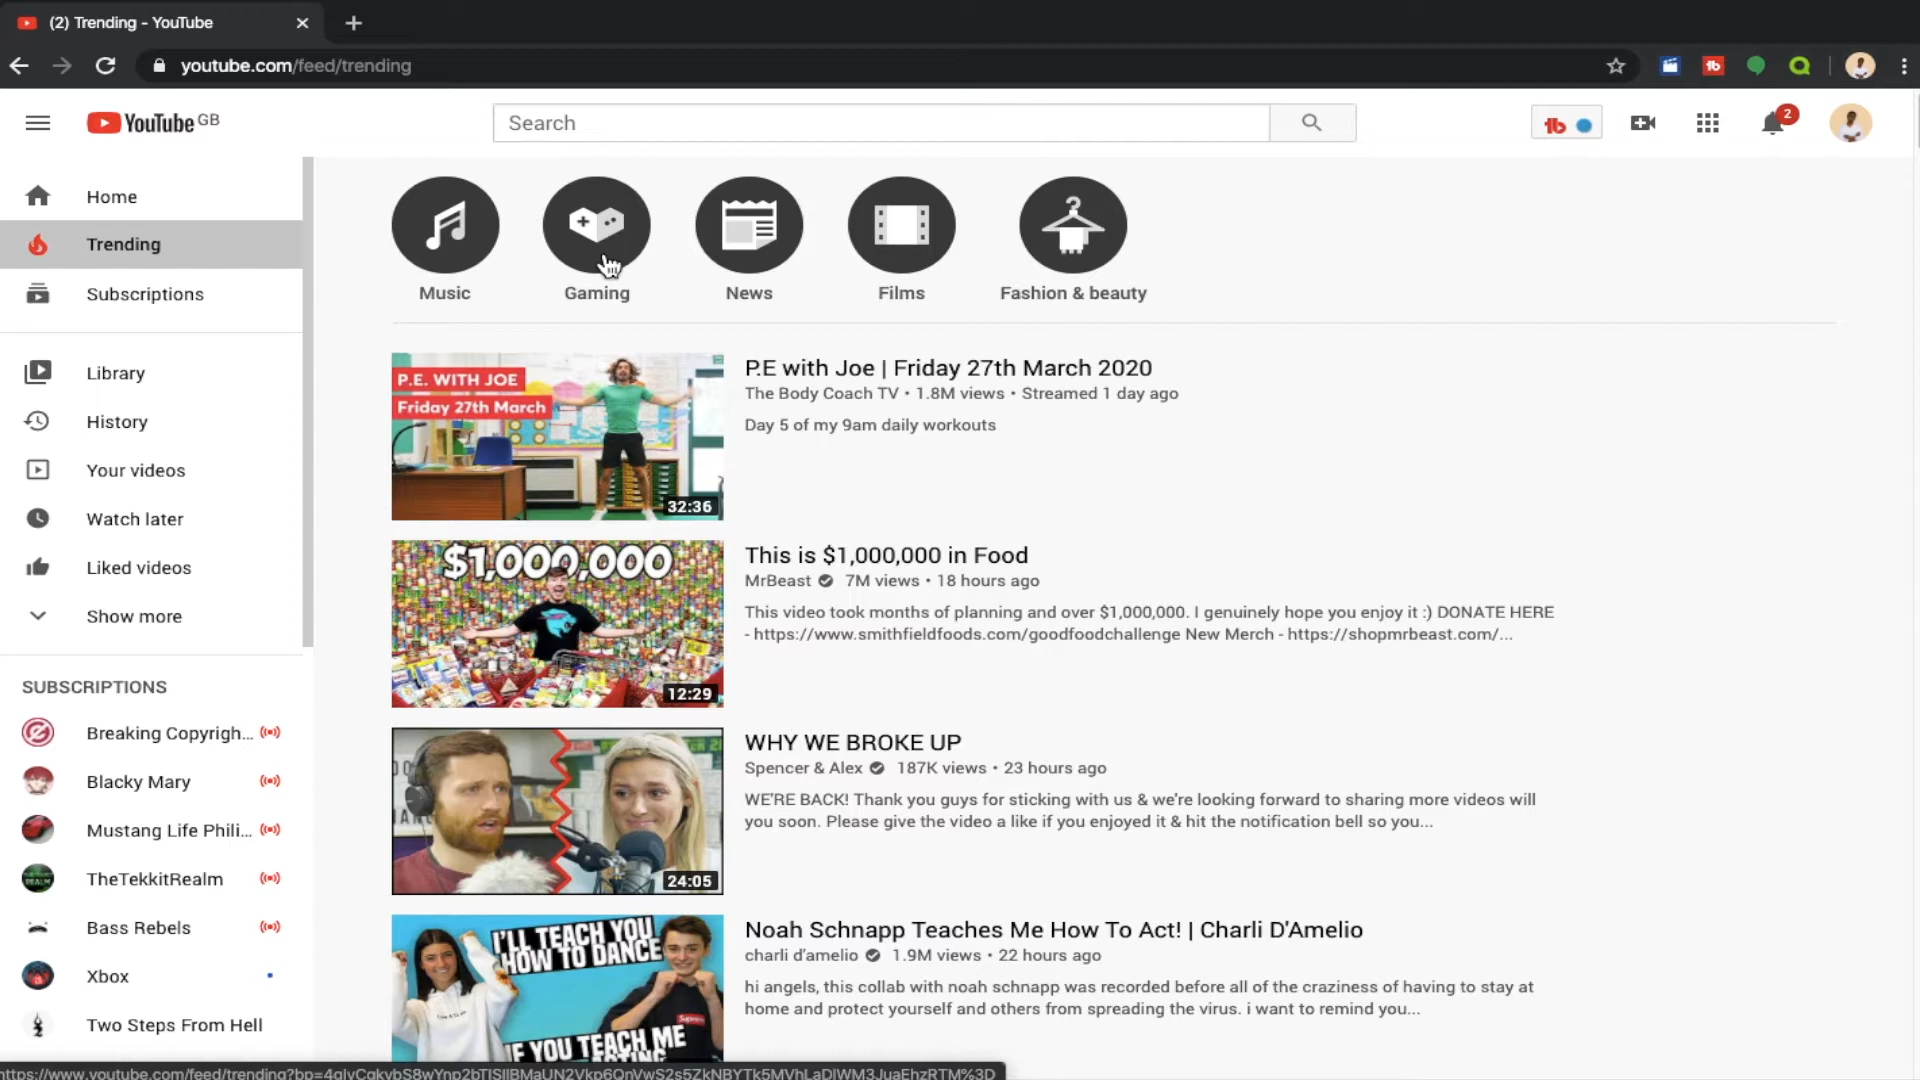 (2) Trending - YouTube
youtube.com/feed/trending
YouTube GB
Search
2
Home
Trending
Subscriptions
Library
History
Your videos
Watch later
Liked videos
Show more
SUBSCRIPTIONS
Breaking Copyrigh...
Blacky Mary
Mustang Life Phili...
TheTekkitRealm
Bass Rebels
Xbox
Two Steps From Hell
Music
Gaming
News
Films
Fashion & beauty
P.E. WITH JOE
Friday 27th March
32:36
P.E with Joe | Friday 27th March 2020
The Body Coach TV • 1.8M views • Streamed 1 day ago
Day 5 of my 9am daily workouts
$1,000,000
12:29
This is $1,000,000 in Food
MrBeast 7M views • 18 hours ago
This video took months of planning and over $1,000,000. I genuinely hope you enjoy it :) DONATE HERE
- https://www.smithfieldfoods.com/goodfoodchallenge New Merch - https://shopmrbeast.com/...
24:05
WHY WE BROKE UP
Spencer & Alex 187K views • 23 hours ago
WE'RE BACK! Thank you guys for sticking with us & we're looking forward to sharing more videos will
you soon. Please give the video a like if you enjoyed it & hit the notification bell so you...
I'LL TEACH YOU
HOW TO DANCE
IF YOU TEACH ME
ACTING
Supreme
Noah Schnapp Teaches Me How To Act! | Charli D'Amelio
charli d'amelio 1.9M views • 22 hours ago
hi angels, this collab with noah schnapp was recorded before all of the craziness of having to stay at
home and protect yourself and others from spreading the virus. i want to remind you...